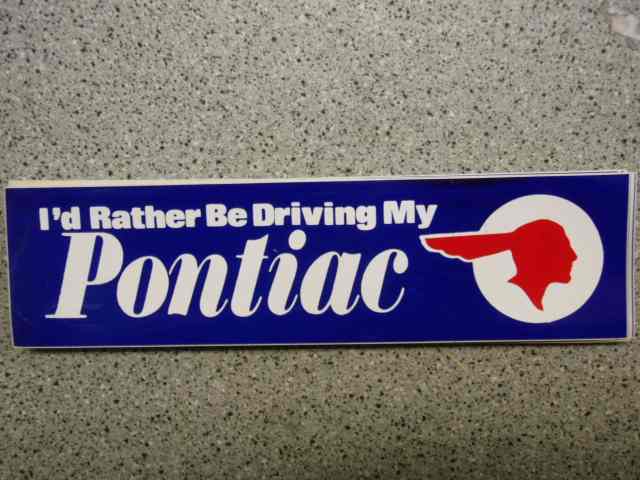 I'd Rather Be Driving My
Pontiac